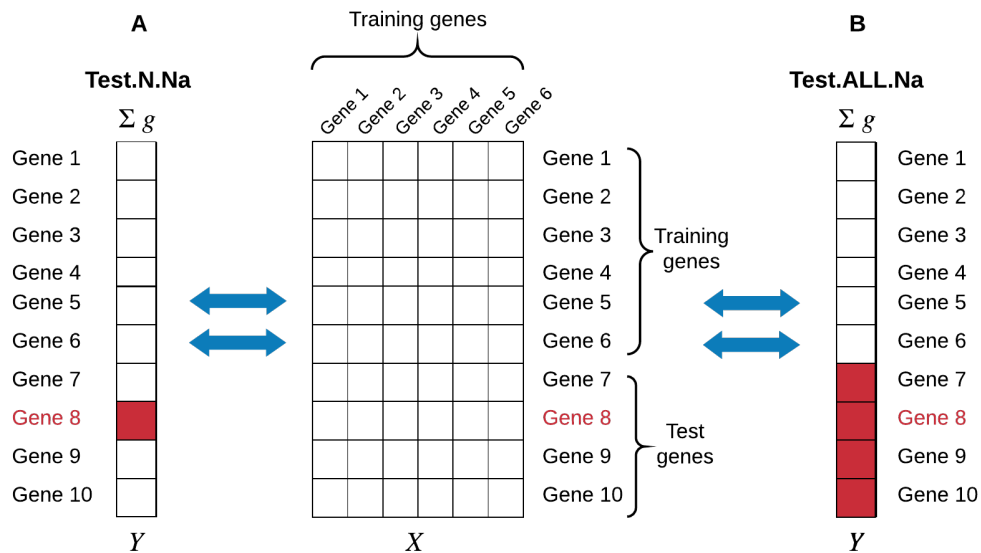 A
Training genes
B
Test.N.Na
Test.ALL.Na
Σ g
Gene 1
Gene 2
Gene 3
Gene 4
Gene 5
Gene 6
Σ g
Gene 1
Gene 2
Gene 3
Gene 4
Gene 5
Gene 6
Gene 7
Gene 8
Gene 9
Gene 10
Gene 1
Gene 2
Gene 3
Gene 4
Gene 5
Gene 6
Gene 7
Gene 8
Gene 9
Gene 10
Training
genes
Test
genes
Gene 1
Gene 2
Gene 3
Gene 4
Gene 5
Gene 6
Gene 7
Gene 8
Gene 9
Gene 10
Y
X
Y